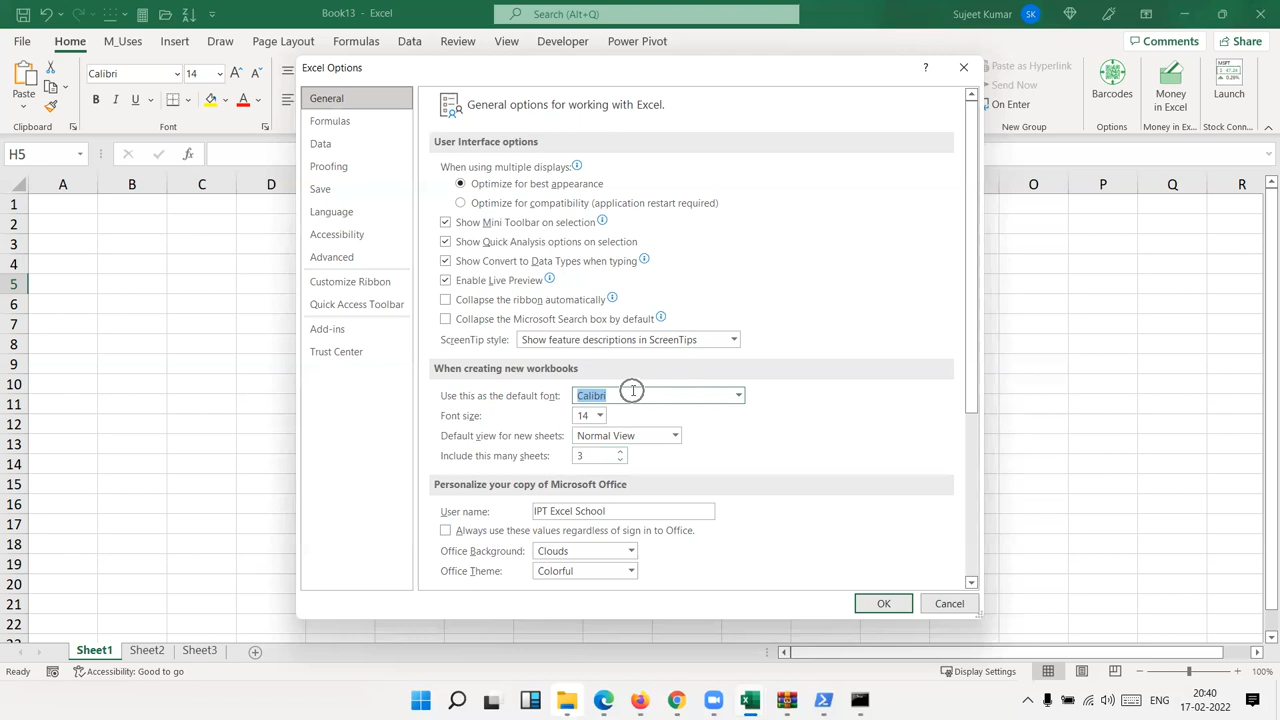 Book13 - Excel
Search (Alt+Q)
Sujeet Kumar
SK
File Home M_Uses Insert Draw Page Layout Formulas Data Review View Developer Formulas Power Pivot
Comments Share
Paste
Calibri 14
B I U
Clipboard
Font
Paste as Hyperlink
Send Now
On Enter
New Group
Barcodes
Options
Money in Excel
Money in Ex...
Launch
Stock Conn...
H5
fx
A B C D O P Q R
1
2
3
4
5
6
7
8
9
10
11
12
13
14
15
16
17
18
19
20
21
22
Excel Options
?
General
Formulas
Data
Proofing
Save
Language
Accessibility
Advanced
Customize Ribbon
Quick Access Toolbar
Add-ins
Trust Center
General options for working with Excel.
User Interface options
When using multiple displays:
Optimize for best appearance
Optimize for compatibility (application restart required)
Show Mini Toolbar on selection
Show Quick Analysis options on selection
Show Convert to Data Types when typing
Enable Live Preview
Collapse the ribbon automatically
Collapse the Microsoft Search box by default
ScreenTip style: Show feature descriptions in ScreenTips
When creating new workbooks
Use this as the default font: Calibri
Font size: 14
Default view for new sheets: Normal View
Include this many sheets: 3
Personalize your copy of Microsoft Office
User name: IPT Excel School
Always use these values regardless of sign in to Office.
Office Background: Clouds
Office Theme: Colorful
OK Cancel
Sheet1 Sheet2 Sheet3
Ready
Accessibility: Good to go
Display Settings
100%
ENG
20:40
17-02-2022